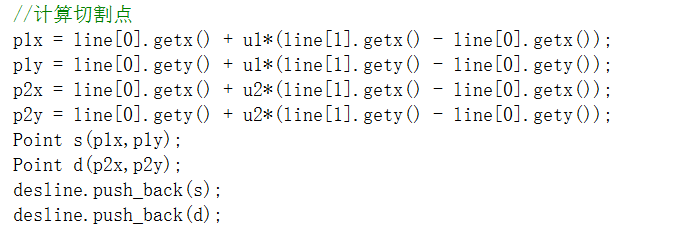 //计算切割点
p1x = line[0].getx() + u1*(line[1].getx() - line[0].getx());
p1y = line[0].gety() + u1*(line[1].gety() - line[0].gety());
p2x = line[0].getx() + u2*(line[1].getx() - line[0].getx());
p2y = line[0].gety() + u2*(line[1].gety() - line[0].gety());
Point s(p1x,p1y);
Point d(p2x,p2y);
desline.push_back(s);
desline.push_back(d);